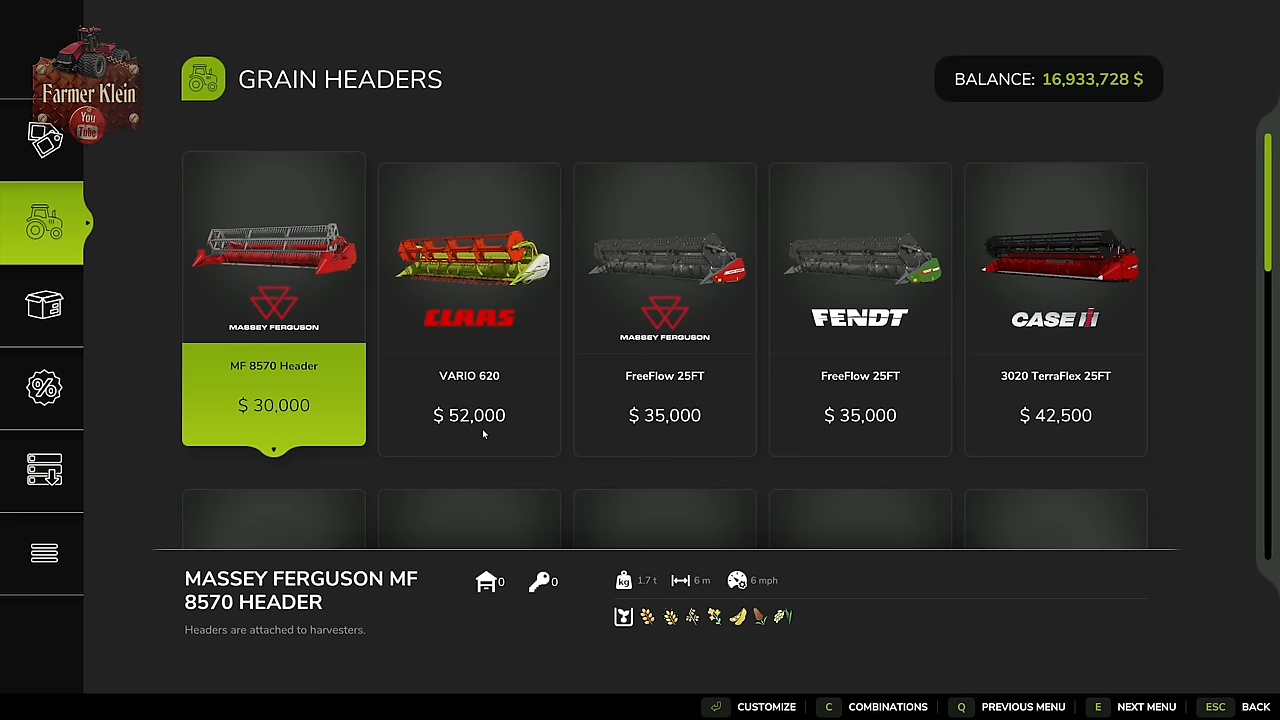 Farmer Klein
You
Tube
GRAIN HEADERS
BALANCE: 16,933,728 $
MASSEY FERGUSON
CLAAS
MASSEY FERGUSON
FENDT
CASE IH
MF 8570 Header
VARIO 620
FreeFlow 25FT
FreeFlow 25FT
3020 TerraFlex 25FT
$ 30,000
$ 52,000
$ 35,000
$ 35,000
$ 42,500
MASSEY FERGUSON MF
8570 HEADER
0
0
kg 1.7 t
6 m
6 mph
Headers are attached to harvesters.
CUSTOMIZE
C COMBINATIONS
Q PREVIOUS MENU
E NEXT MENU
ESC BACK